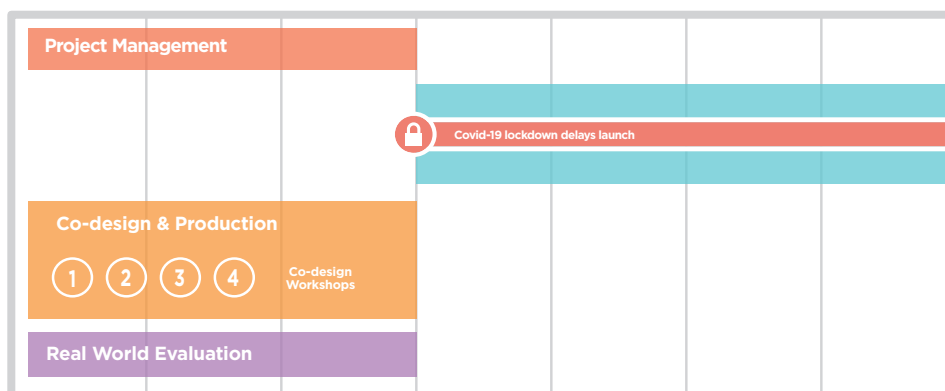 Project Management
Covid-19 lockdown delays launch
Co-design & Production
1 2 3 4
Co-design
Workshops
Real World Evaluation